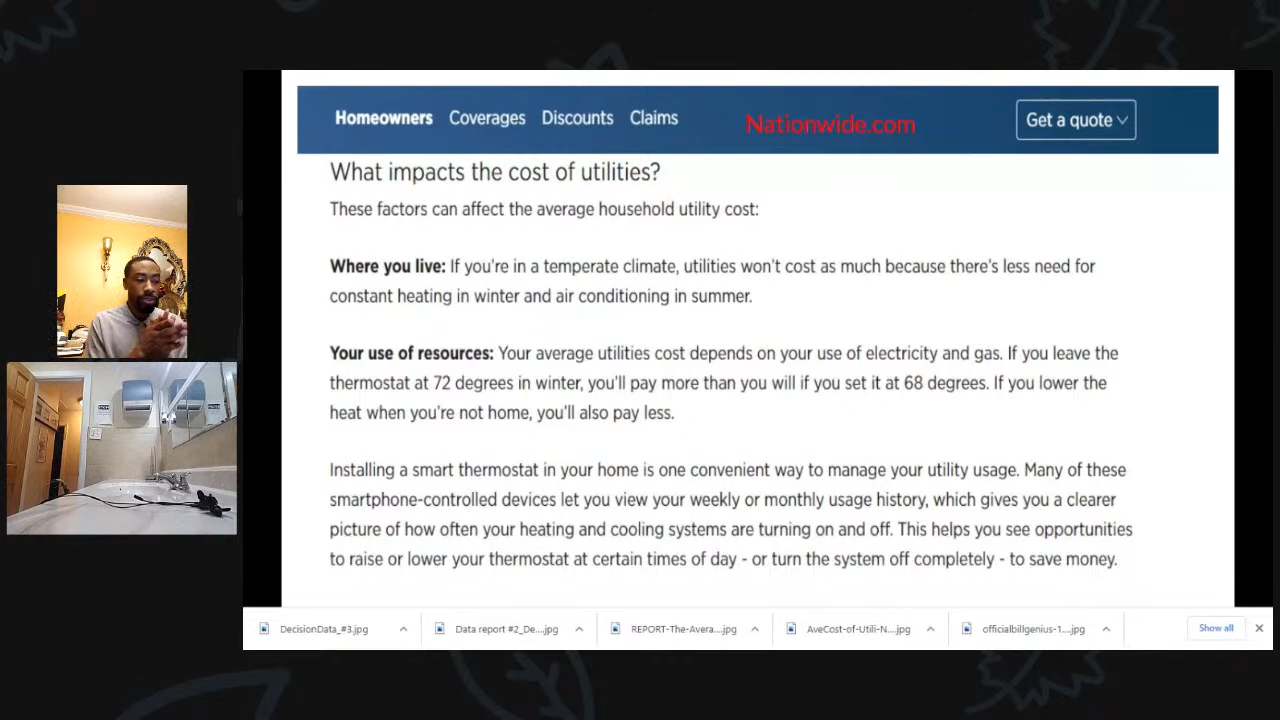 Homeowners Coverages Discounts Claims Nationwide.com Get a quote
What impacts the cost of utilities?
These factors can affect the average household utility cost:
Where you live: If you're in a temperate climate, utilities won't cost as much because there's less need for
constant heating in winter and air conditioning in summer.
Your use of resources: Your average utilities cost depends on your use of electricity and gas. If you leave the
thermostat at 72 degrees in winter, you'll pay more than you will if you set it at 68 degrees. If you lower the
heat when you're not home, you'll also pay less.
Installing a smart thermostat in your home is one convenient way to manage your utility usage. Many of these
smartphone-controlled devices let you view your weekly or monthly usage history, which gives you a clearer
picture of how often your heating and cooling systems are turning on and off. This helps you see opportunities
to raise or lower your thermostat at certain times of day - or turn the system off completely - to save money.
DecisionData_#3.jpg Data report #2_De....jpg REPORT-The-Avera....jpg AveCost-of-Utili-N....jpg officialbillgenius-1....jpg Show all